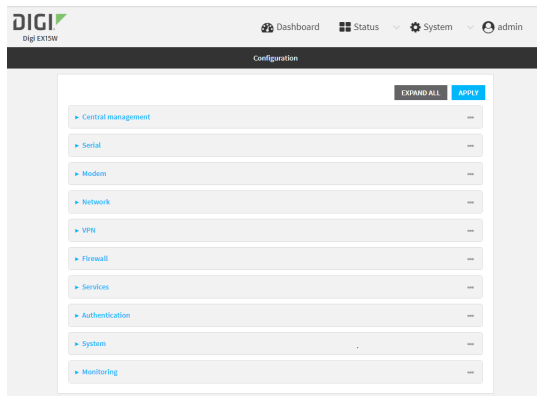 DIGI
Digi EX15W
Dashboard
Status
System
admin
Configuration
EXPAND ALL
APPLY
Central management
Serial
Modem
Network
VPN
Firewall
Services
Authentication
System
Monitoring